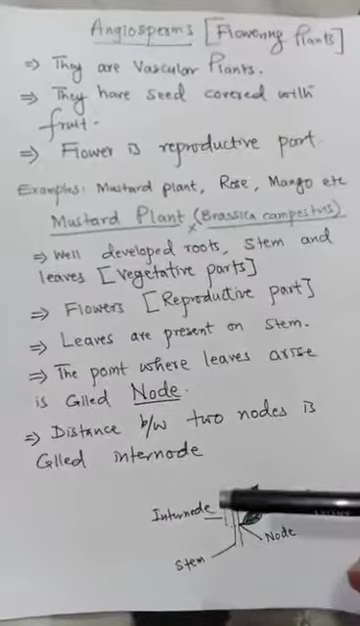 Angiosperms [Flowering Plants]
⇒ They are Vascular Plants.
⇒ They have seed covered with
fruit.
⇒ Flower is reproductive part.
Examples: Mustard plant, Rose, Mango etc
Mustard Plant (Brassica campestris)
⇒ Well developed roots, Stem and
leaves [Vegetative parts]
⇒ Flowers [Reproductive part]
⇒ Leaves are present on Stem.
⇒ The point where leaves arise
is Called Node.
⇒ Distance b/w two nodes is
Called internode
Internode
Node
Stem